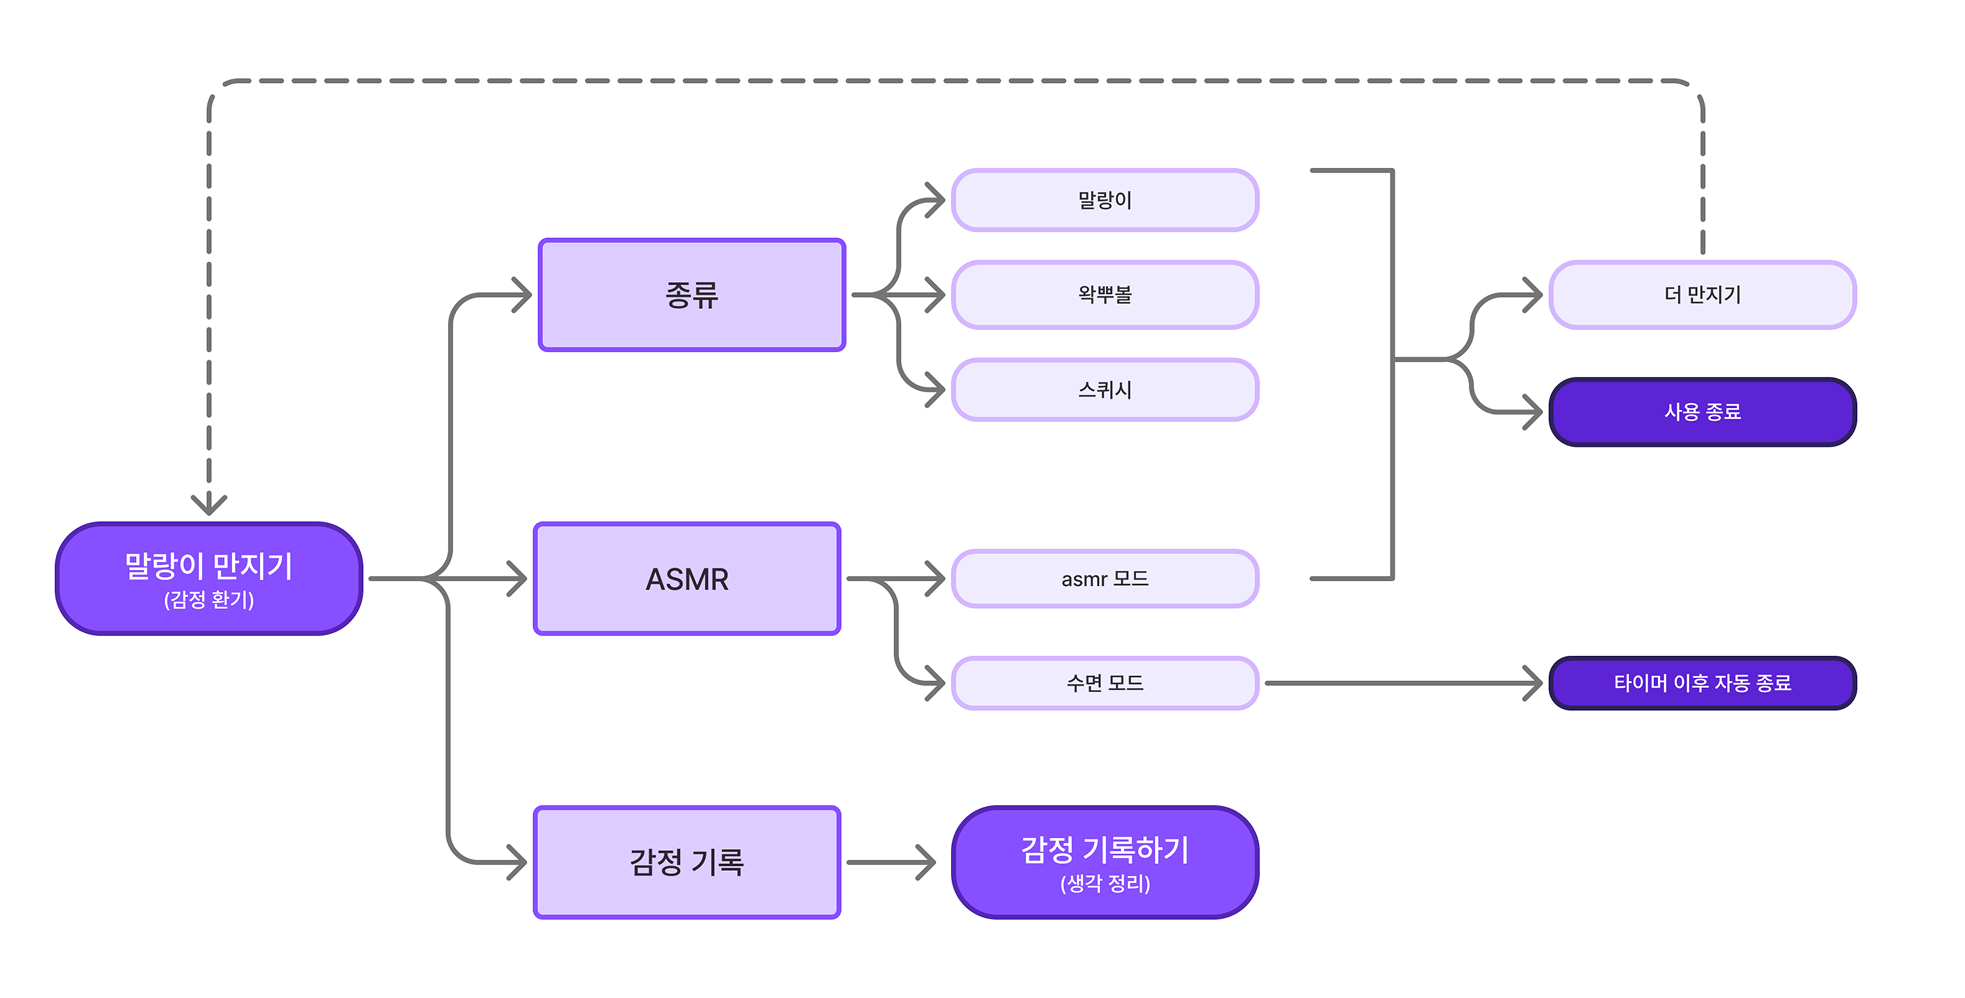 말랑이
종류
왁뿌볼
더 만지기
스퀴시
사용 종료
말랑이 만지기
(감정 환기)
ASMR
asmr 모드
수면 모드
타이머 이후 자동 종료
감정 기록
감정 기록하기
(생각 정리)